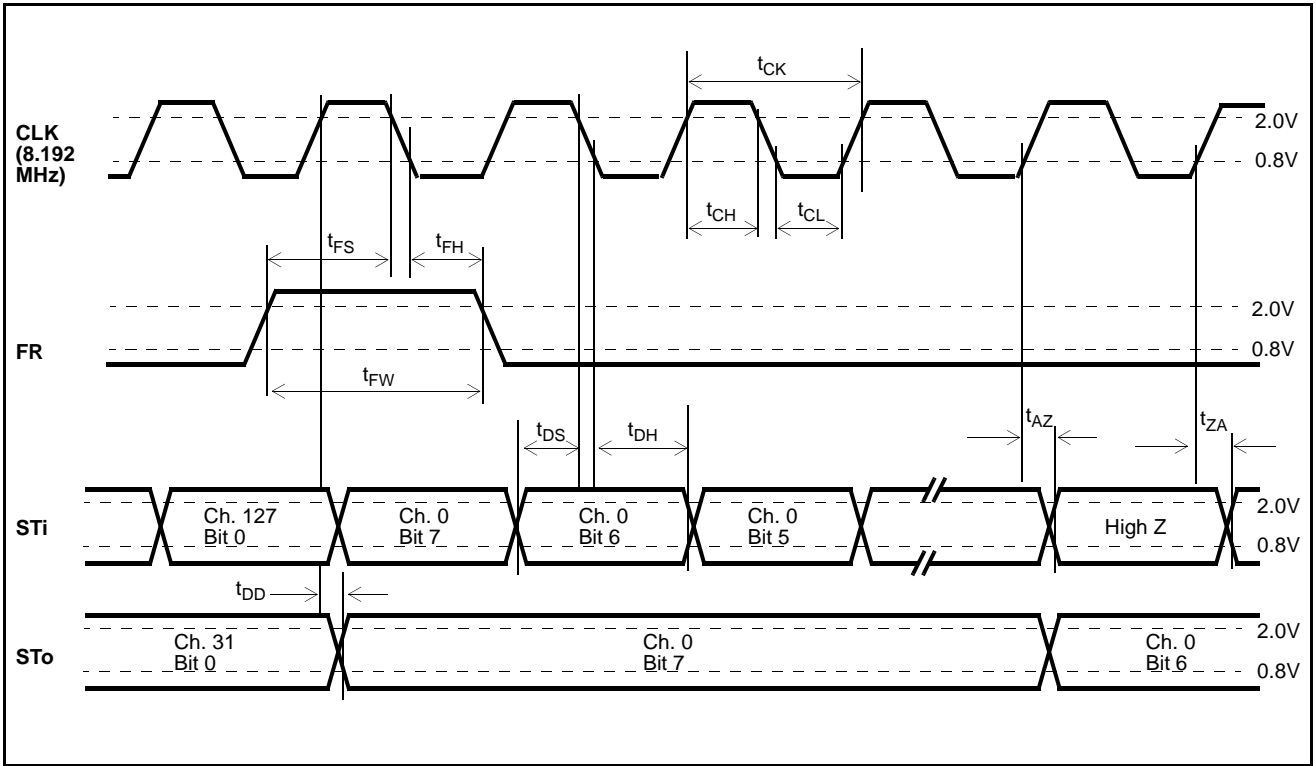 tCK
CLK
(8.192
MHz)
2.0V
0.8V
tCH
tCL
tFS
tFH
2.0V
FR
0.8V
tFW
tDS
tDH
tAZ
tZA
STi
Ch. 127
Bit 0
Ch. 0
Bit 7
Ch. 0
Bit 6
Ch. 0
Bit 5
High Z
2.0V
0.8V
tDD
STo
Ch. 31
Bit 0
Ch. 0
Bit 7
Ch. 0
Bit 6
2.0V
0.8V